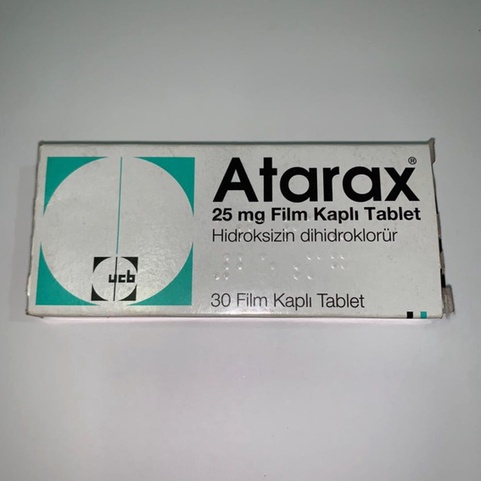 Atarax®
25 mg Film Kaplı Tablet
Hidroksizin dihidroklorür
30 Film Kaplı Tablet
ucb